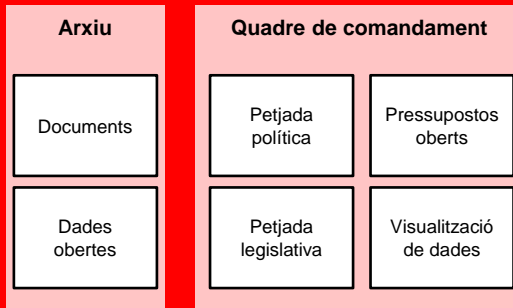 Arxiu
Documents
Dades
obertes
Quadre de comandament
Petjada
política
Pressupostos
oberts
Petjada
legislativa
Visualització
de dades